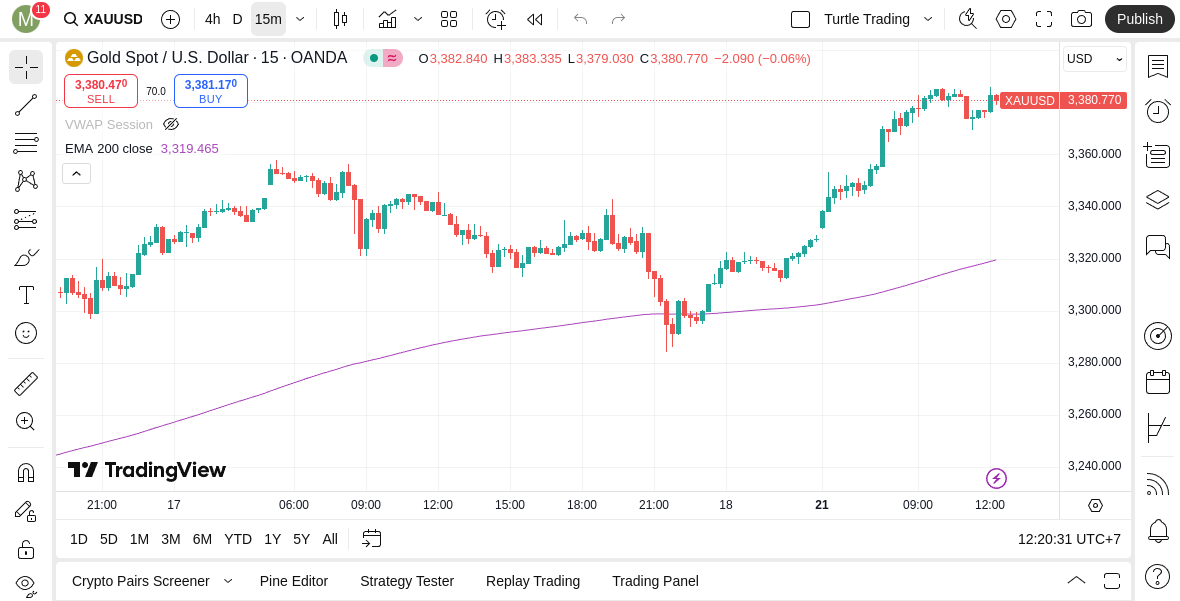 M 11 XAUUSD 4h D 15m Turtle Trading Publish
Gold Spot / U.S. Dollar · 15 · OANDA O3,382.840 H3,383.335 L3,379.030 C3,380.770 −2.090 (−0.06%) USD
3,380.470 70.0 3,381.170
SELL BUY
XAUUSD 3,380.770
VWAP Session
EMA 200 close 3,319.465
3,360.000
3,340.000
3,320.000
3,300.000
3,280.000
3,260.000
3,240.000
TradingView
21:00 17 06:00 09:00 12:00 15:00 18:00 21:00 18 21 09:00 12:00
1D 5D 1M 3M 6M YTD 1Y 5Y All 12:20:31 UTC+7
Crypto Pairs Screener Pine Editor Strategy Tester Replay Trading Trading Panel